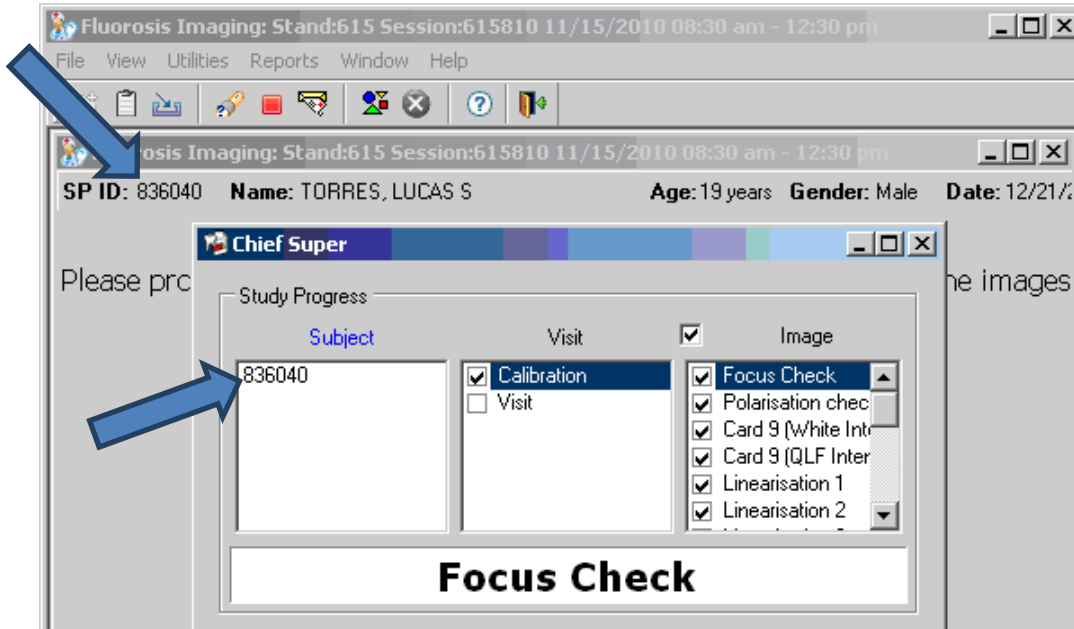 Fluorosis Imaging: Stand:615 Session:615810 11/15/2010 08:30 am - 12:30 pm
File View Utilities Reports Window Help
osis Imaging: Stand:615 Session:615810 11/15/2010 08:30 am - 12:30 pm
SP ID: 836040 Name: TORRES, LUCAS S Age: 19 years Gender: Male Date: 12/21/
Chief Super
Please images
Study Progress
Subject Visit Image
836040 Calibration Focus Check
Visit Polarisation chec
Card 9 (White Int
Card 9 (QLF Inter
Linearisation 1
Linearisation 2
Focus Check